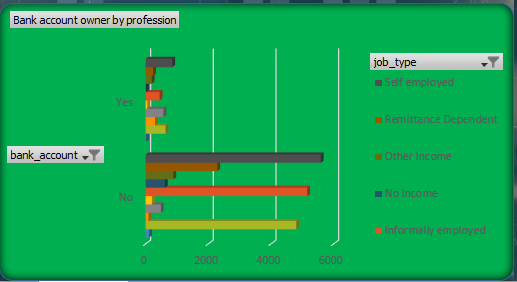 Bank account owner by profession
job_type
Self employed
Yes
Remittance Dependent
Other Income
bank_account
No Income
No
Informally employed
0 2000 4000 6000